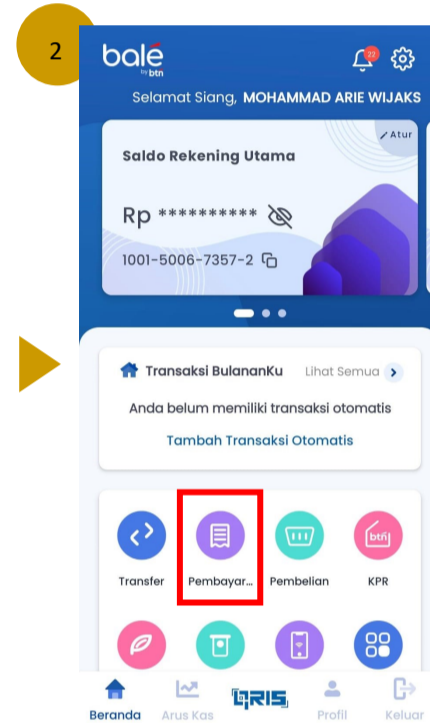 2
balé
by btn
22
Selamat Siang, MOHAMMAD ARIE WIJAKS
Atur
Saldo Rekening Utama
Rp **********
1001-5006-7357-2
Transaksi BulananKu Lihat Semua
Anda belum memiliki transaksi otomatis
Tambah Transaksi Otomatis
btn
Transfer Pembayar... Pembelian KPR
Beranda Arus Kas QRIS Profil Keluar